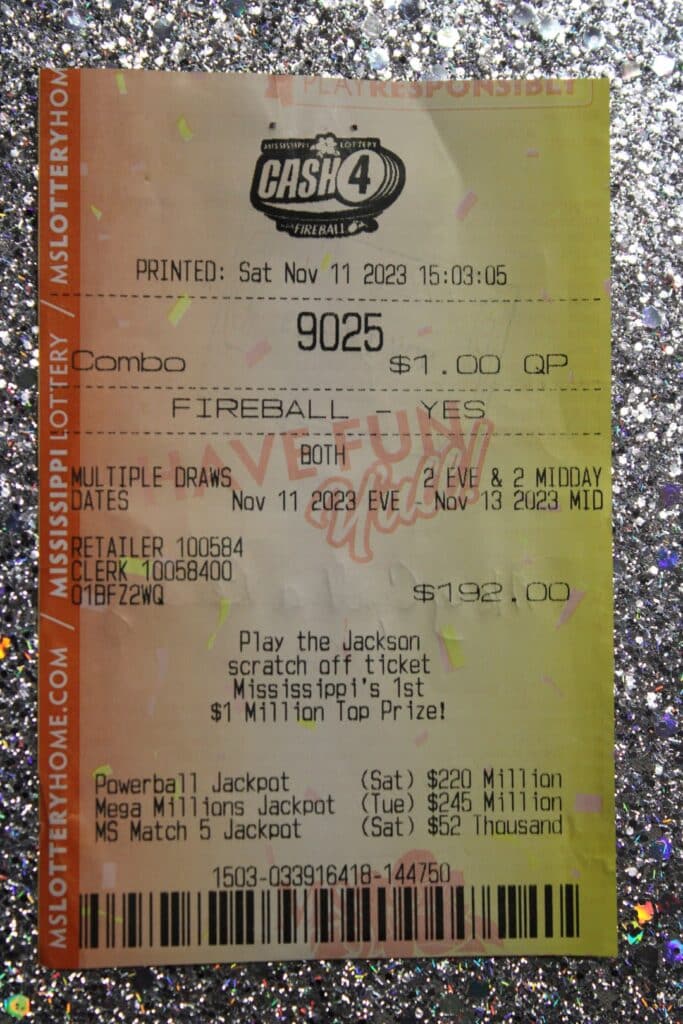 PLAY RESPONSIBLY
MISSISSIPPI LOTTERY
CASH 4
FIREBALL
PRINTED: Sat Nov 11 2023 15:03:05
9025
Combo $1.00 QP
FIREBALL - YES
HAVE FUN
Y'all!
BOTH
MULTIPLE DRAWS 2 EVE & 2 MIDDAY
DATES Nov 11 2023 EVE - Nov 13 2023 MID
RETAILER 100584
CLERK 10058400
01BFZ2WQ $192.00
Play the Jackson
scratch off ticket
Mississippi's 1st
$1 Million Top Prize!
Powerball Jackpot (Sat) $220 Million
Mega Millions Jackpot (Tue) $245 Million
MS Match 5 Jackpot (Sat) $52 Thousand
1503-033916418-144750
MSLOTTERYHOME.COM / MISSISSIPPI LOTTERY / MSLOTTERYHOM